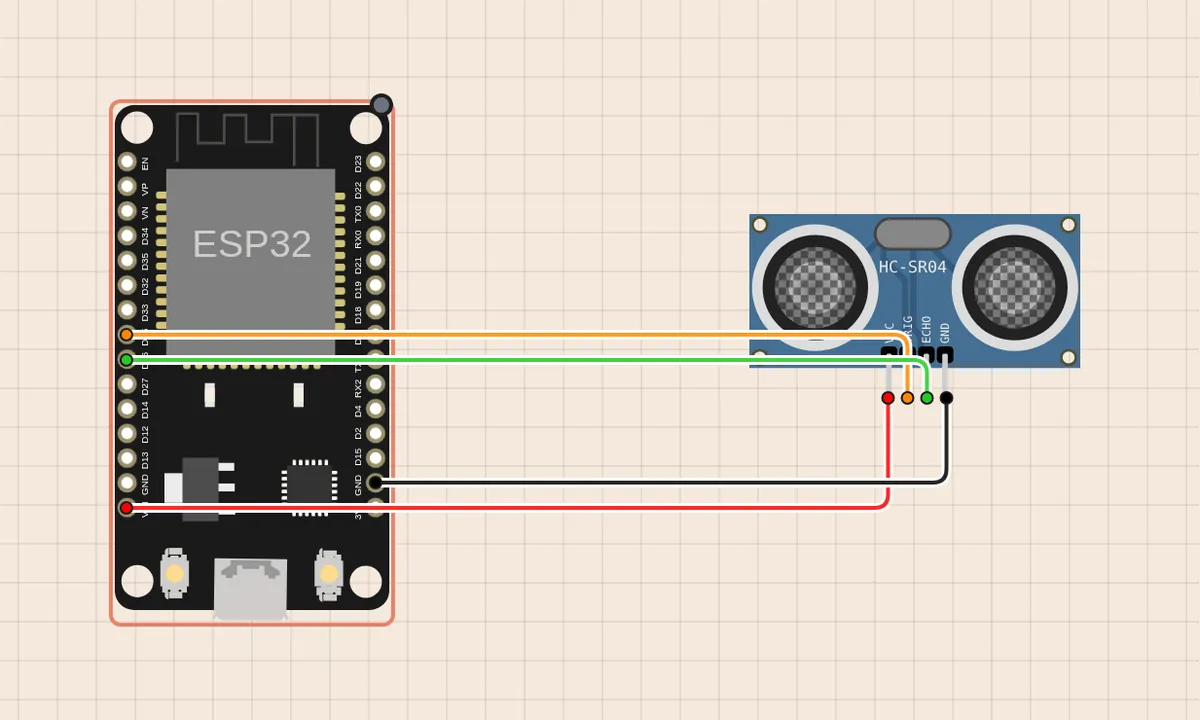 EN
VP
VN
D34
D35
D32
D33
D27
D14
D12
D13
GND
ESP32
D23
D22
TX0
RX0
D21
D19
D18
RX2
D4
D2
D15
GND
HC-SR04
ECHO
GND